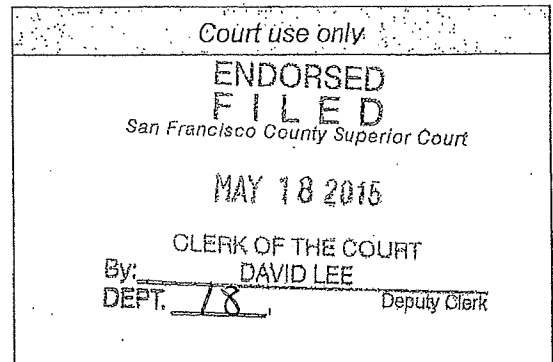 Court use only
ENDORSED
FILED
San Francisco County Superior Court
MAY 18 2015
CLERK OF THE COURT
By: DAVID LEE
DEPT. 18 Deputy Clerk